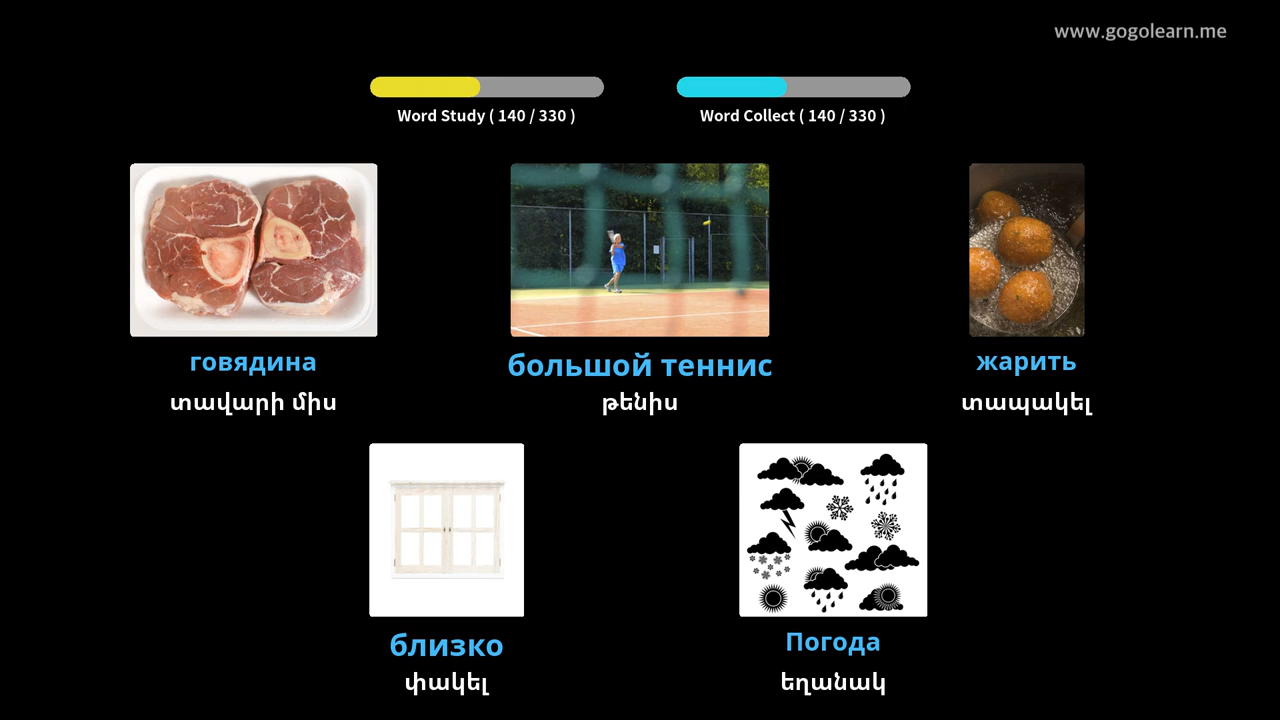 www.gogolearn.me
Word Study ( 140 / 330 )
Word Collect ( 140 / 330 )
говядина
большой теннис
жарить
տավարի միս
թենիս
տապակել
близко
Погода
փակել
եղանակ